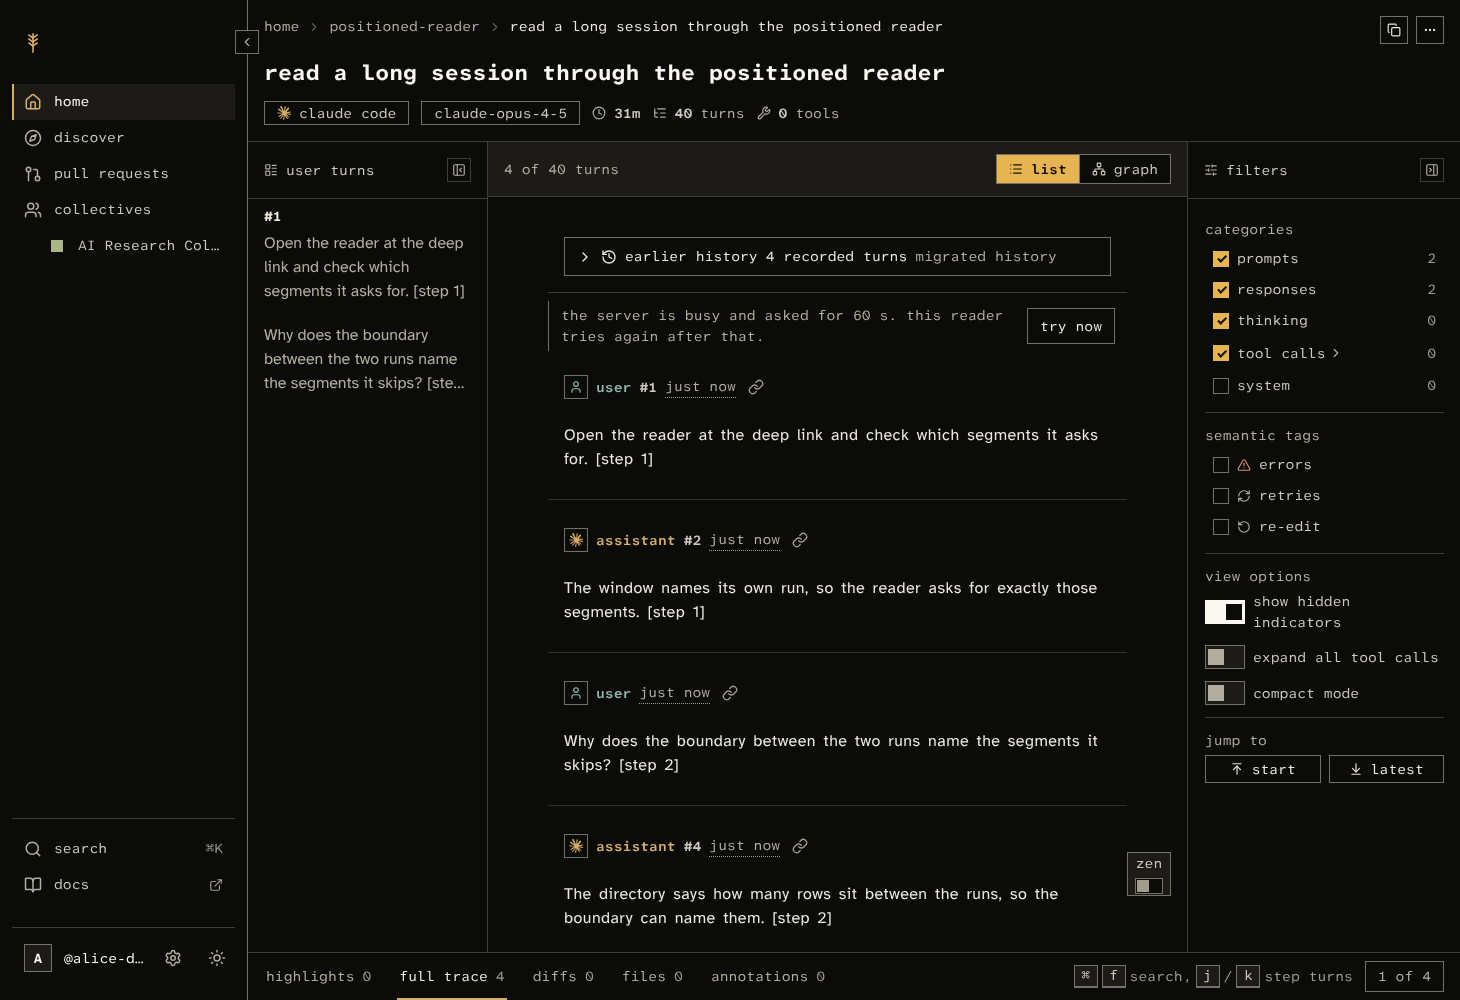 home
discover
pull requests
collectives
AI Research Col…
search ⌘K
docs
A @alice-d…
home > positioned-reader > read a long session through the positioned reader
read a long session through the positioned reader
claude code
claude-opus-4-5
31m
40 turns
0 tools
user turns
#1
Open the reader at the deep
link and check which
segments it asks for. [step 1]
Why does the boundary
between the two runs name
the segments it skips? [ste…
4 of 40 turns
list
graph
earlier history 4 recorded turns migrated history
the server is busy and asked for 60 s. this reader
tries again after that.
try now
user #1 just now
Open the reader at the deep link and check which segments it asks
for. [step 1]
assistant #2 just now
The window names its own run, so the reader asks for exactly those
segments. [step 1]
user just now
Why does the boundary between the two runs name the segments it
skips? [step 2]
assistant #4 just now
The directory says how many rows sit between the runs, so the
boundary can name them. [step 2]
zen
filters
categories
prompts 2
responses 2
thinking 0
tool calls > 0
system 0
semantic tags
errors
retries
re-edit
view options
show hidden
indicators
expand all tool calls
compact mode
jump to
start
latest
highlights 0
full trace 4
diffs 0
files 0
annotations 0
⌘ f search, j / k step turns
1 of 4